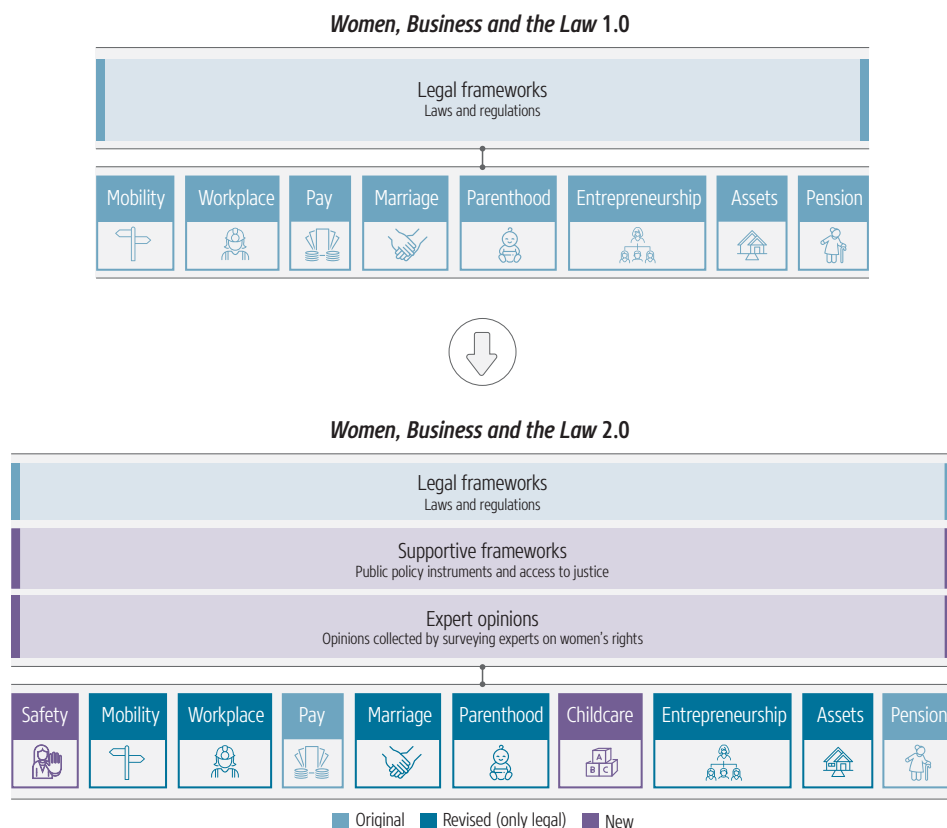 Women, Business and the Law 1.0
Legal frameworks
Laws and regulations
Mobility Workplace Pay Marriage Parenthood Entrepreneurship Assets Pension
Women, Business and the Law 2.0
Legal frameworks
Laws and regulations
Supportive frameworks
Public policy instruments and access to justice
Expert opinions
Opinions collected by surveying experts on women's rights
Safety Mobility Workplace Pay Marriage Parenthood Childcare Entrepreneurship Assets Pension
A
B C
Original Revised (only legal) New